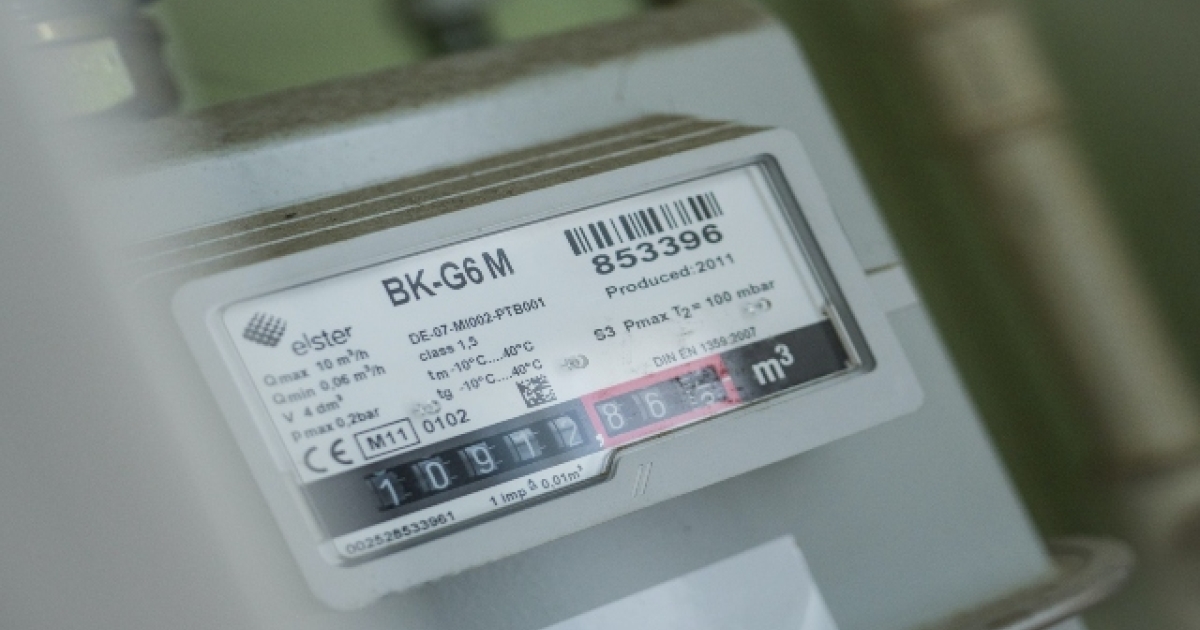 BK-G6 M
853396
Produced:2011
elster
DE-07-MI002-PTB001
class 1,5
Qmax 10 m³/h
tm -10°C....40°C
S3 Pmax T2= 100 mbar
Qmin 0,06 m³/h
tg -10°C....40°C
DIN EN 1359:2007
V 4 dm³
pmax 0,2bar
CE M11 0102
10912,86 m³
1 imp ≙ 0,01m³
002528533961